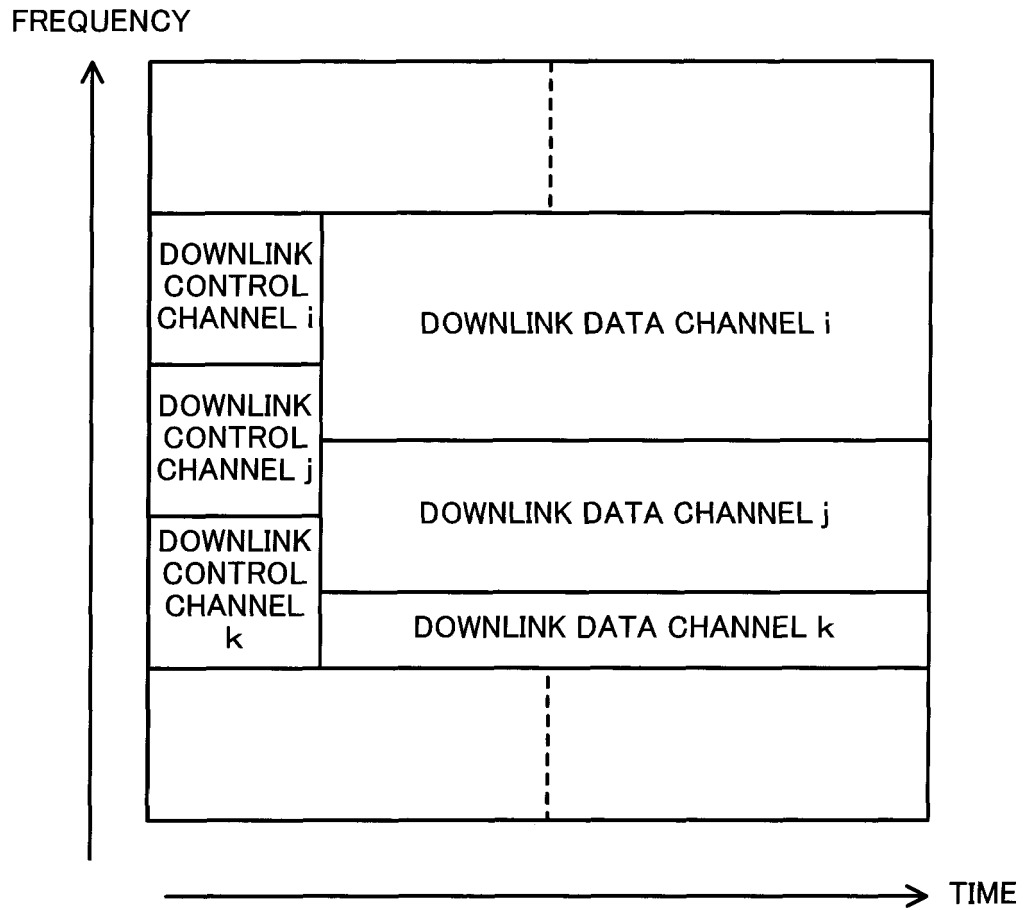 FREQUENCY
DOWNLINK
CONTROL
CHANNEL i
DOWNLINK DATA CHANNEL i
DOWNLINK
CONTROL
CHANNEL j
DOWNLINK DATA CHANNEL j
DOWNLINK
CONTROL
CHANNEL
k
DOWNLINK DATA CHANNEL k
TIME